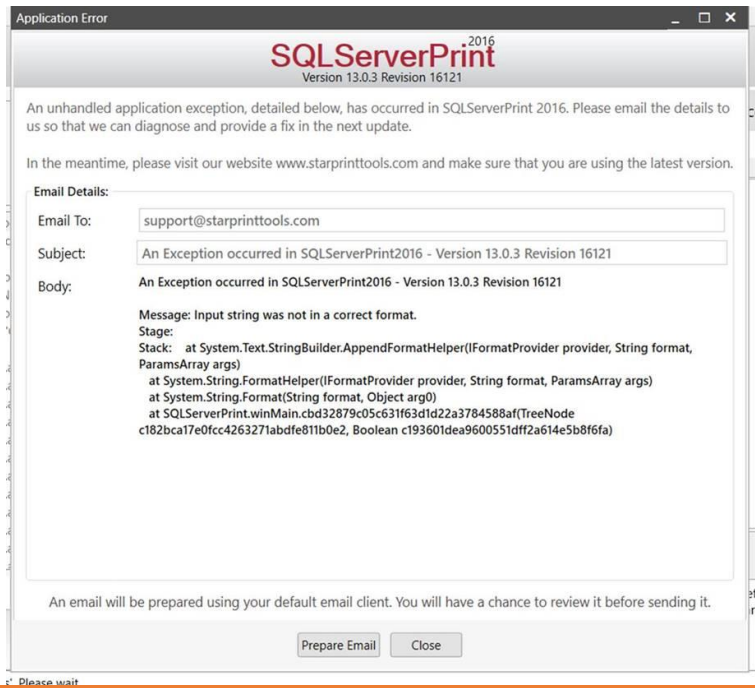 Application Error
2016
SQLServerPrint
Version 13.0.3 Revision 16121
An unhandled application exception, detailed below, has occurred in SQLServerPrint 2016. Please email the details to
us so that we can diagnose and provide a fix in the next update.
In the meantime, please visit our website www.starprinttools.com and make sure that you are using the latest version.
Email Details:
Email To: support@starprinttools.com
Subject: An Exception occurred in SQLServerPrint2016 - Version 13.0.3 Revision 16121
Body: An Exception occurred in SQLServerPrint2016 - Version 13.0.3 Revision 16121
Message: Input string was not in a correct format.
Stage:
Stack: at System.Text.StringBuilder.AppendFormatHelper(IFormatProvider provider, String format,
ParamsArray args)
at System.String.FormatHelper(IFormatProvider provider, String format, ParamsArray args)
at System.String.Format(String format, Object arg0)
at SQLServerPrint.winMain.cbd32879c05c631f63d1d22a3784588af(TreeNode
c182bca17e0fcc4263271abdfe811b0e2, Boolean c193601dea9600551dff2a614e5b8f6fa)
An email will be prepared using your default email client. You will have a chance to review it before sending it.
Prepare Email Close
Please wait